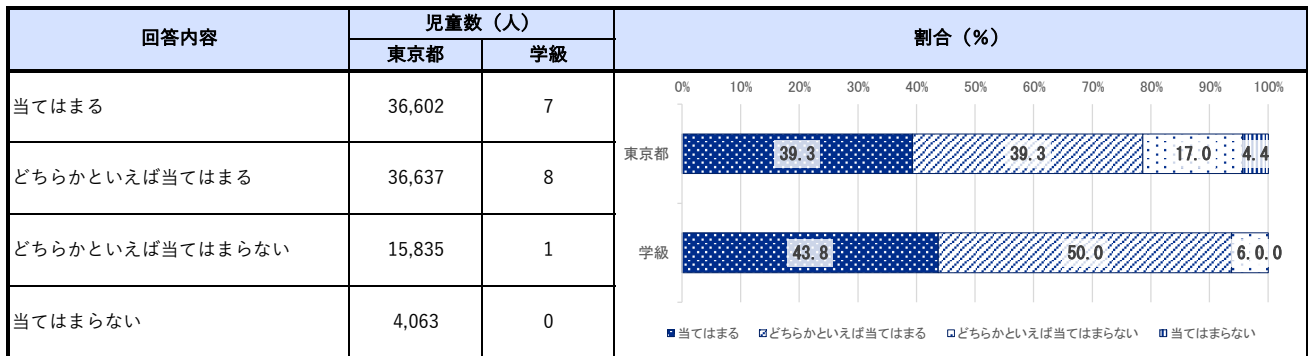 回答内容 児童数（人） 割合（%）
東京都 学級
当てはまる 36,602 7
どちらかといえば当てはまる 36,637 8
どちらかといえば当てはまらない 15,835 1
当てはまらない 4,063 0
0% 10% 20% 30% 40% 50% 60% 70% 80% 90% 100%
東京都 39.3 39.3 17.0 4.4
学級 43.8 50.0 6.0.0
当てはまる どちらかといえば当てはまる どちらかといえば当てはまらない 当てはまらない